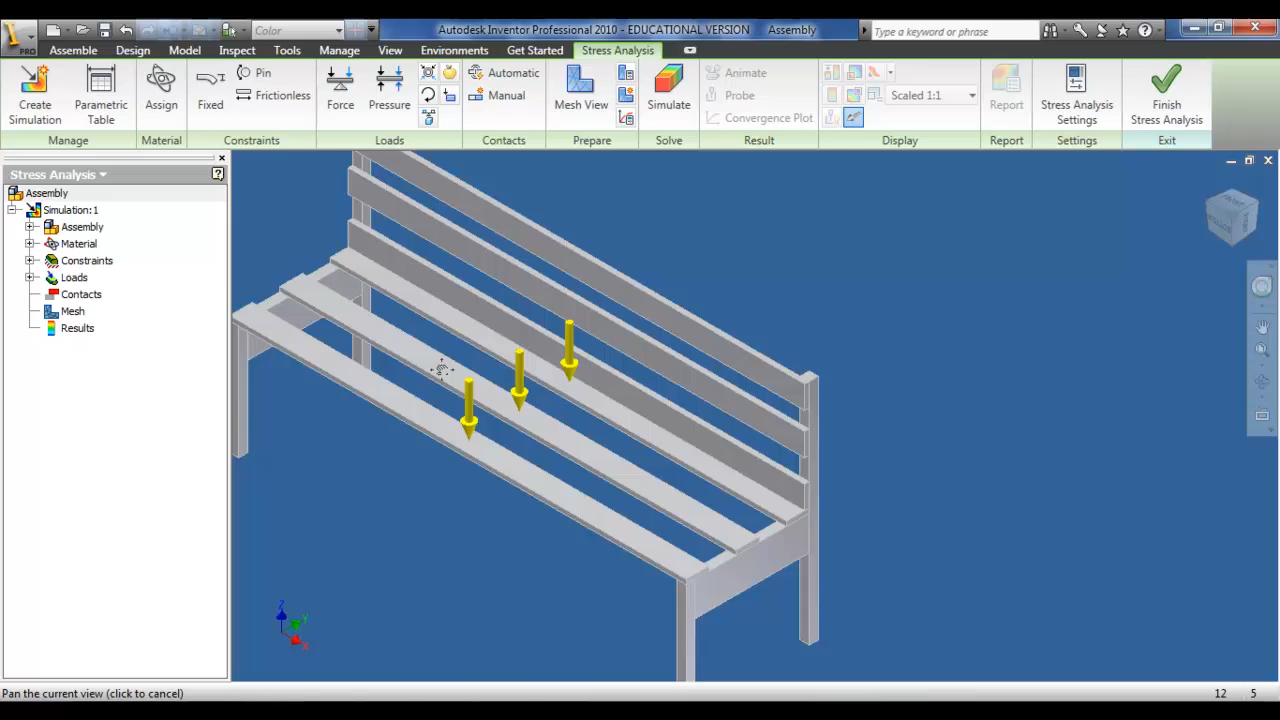 Color
Autodesk Inventor Professional 2010 - EDUCATIONAL VERSION Assembly
Type a keyword or phrase
PRO
Assemble Design Model Inspect Tools Manage View Environments Get Started Stress Analysis
Create Simulation
Parametric Table
Assign
Fixed
Pin
Frictionless
Force
Pressure
Automatic
Manual
Mesh View
Simulate
Animate
Probe
Convergence Plot
Scaled 1:1
Report
Stress Analysis Settings
Finish Stress Analysis
Manage Material Constraints Loads Contacts Prepare Solve Result Display Report Settings Exit
Stress Analysis
Assembly
Simulation:1
Assembly
Material
Constraints
Loads
Contacts
Mesh
Results
Z
Y
X
Pan the current view (click to cancel) 12 5